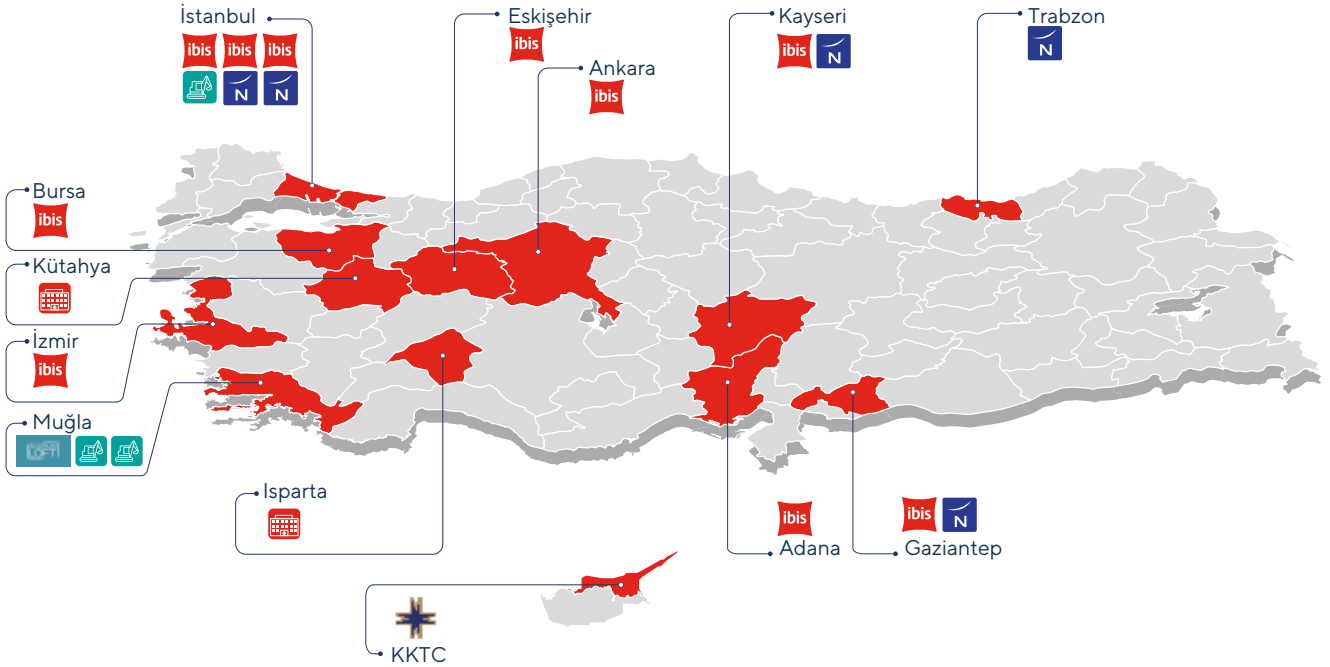 İstanbul
ibis ibis ibis
N N
Eskişehir
ibis
Ankara
ibis
Kayseri
ibis N
Trabzon
N
Bursa
ibis
Kütahya
İzmir
ibis
Muğla
Isparta
ibis
Adana
ibis N
Gaziantep
KKTC